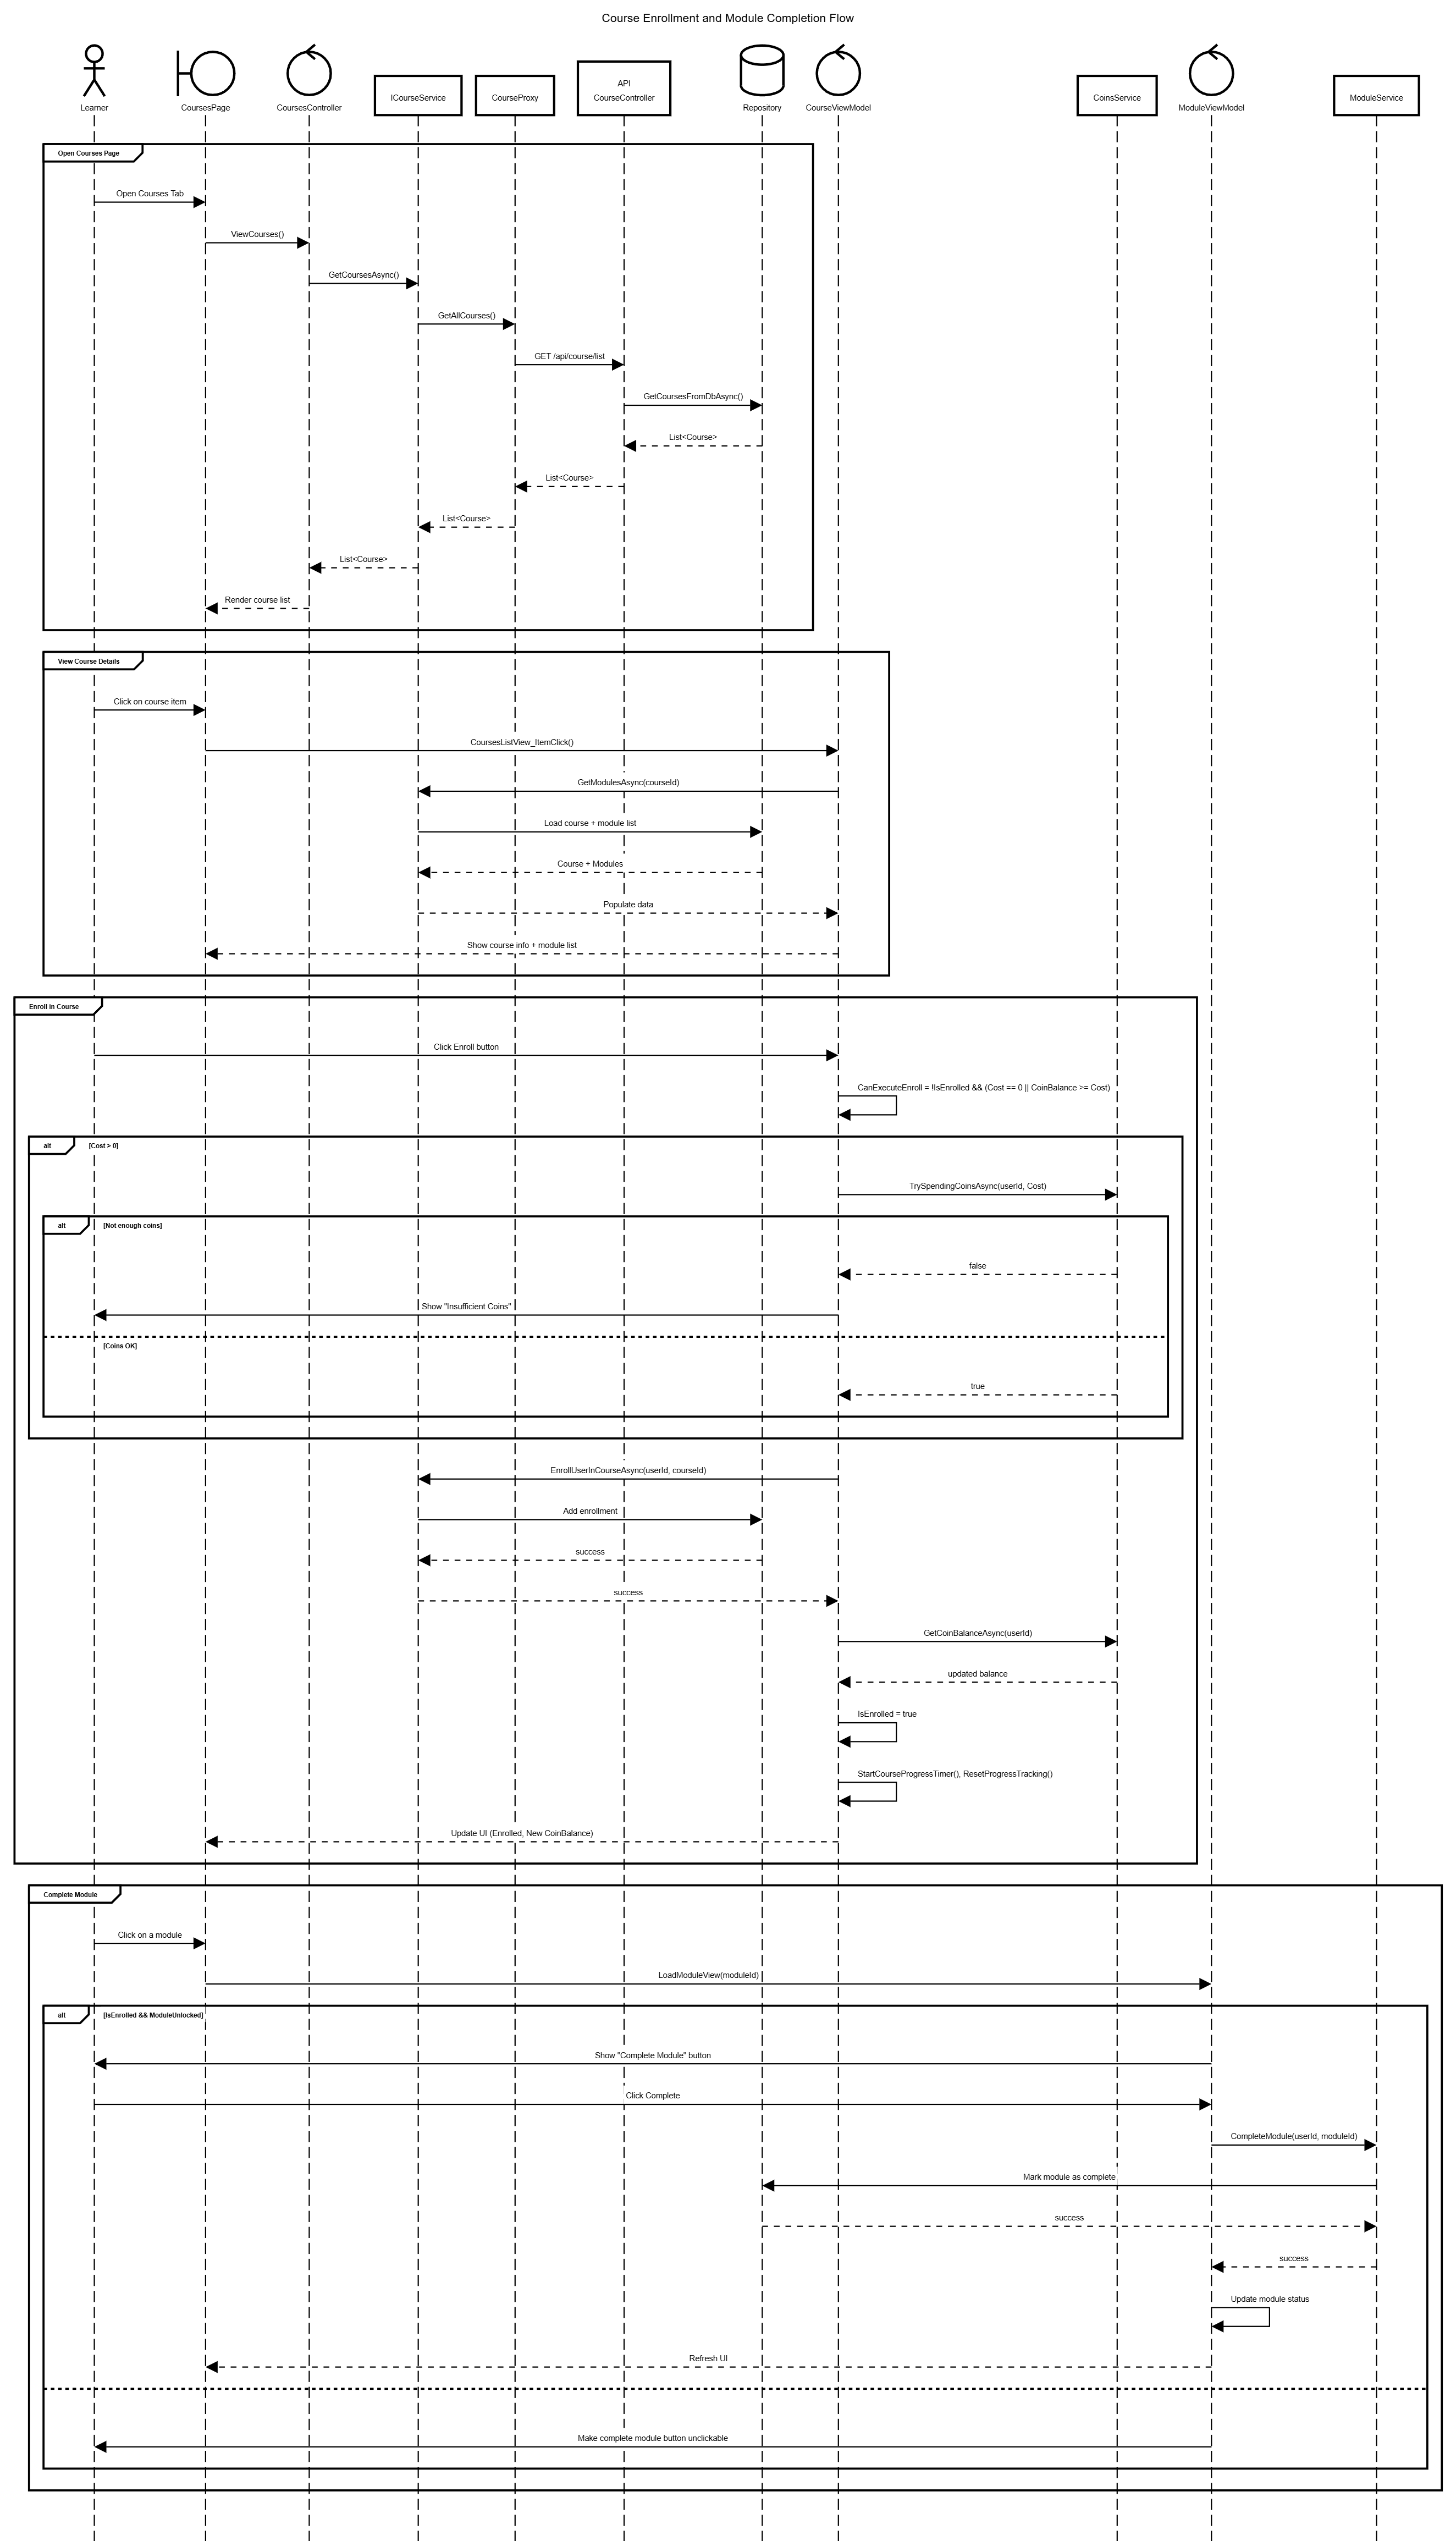 Course Enrollment and Module Completion Flow
Learner
CoursesPage
CoursesController
ICourseService
CourseProxy
API
CourseController
Repository
CourseViewModel
CoinsService
ModuleViewModel
ModuleService
Open Courses Page
Open Courses Tab
ViewCourses()
GetCoursesAsync()
GetAllCourses()
GET /api/course/list
GetCoursesFromDbAsync()
List<Course>
List<Course>
List<Course>
List<Course>
Render course list
View Course Details
Click on course item
CoursesListView_ItemClick()
GetModulesAsync(courseId)
Load course + module list
Course + Modules
Populate data
Show course info + module list
Enroll in Course
Click Enroll button
CanExecuteEnroll = !IsEnrolled && (Cost == 0 || CoinBalance >= Cost)
alt
[Cost > 0]
TrySpendingCoinsAsync(userId, Cost)
alt
[Not enough coins]
false
Show "Insufficient Coins"
[Coins OK]
true
EnrollUserInCourseAsync(userId, courseId)
Add enrollment
success
success
GetCoinBalanceAsync(userId)
updated balance
IsEnrolled = true
StartCourseProgressTimer(), ResetProgressTracking()
Update UI (Enrolled, New CoinBalance)
Complete Module
Click on a module
LoadModuleView(moduleId)
alt
[IsEnrolled && ModuleUnlocked]
Show "Complete Module" button
Click Complete
CompleteModule(userId, moduleId)
Mark module as complete
success
success
Update module status
Refresh UI
Make complete module button unclickable